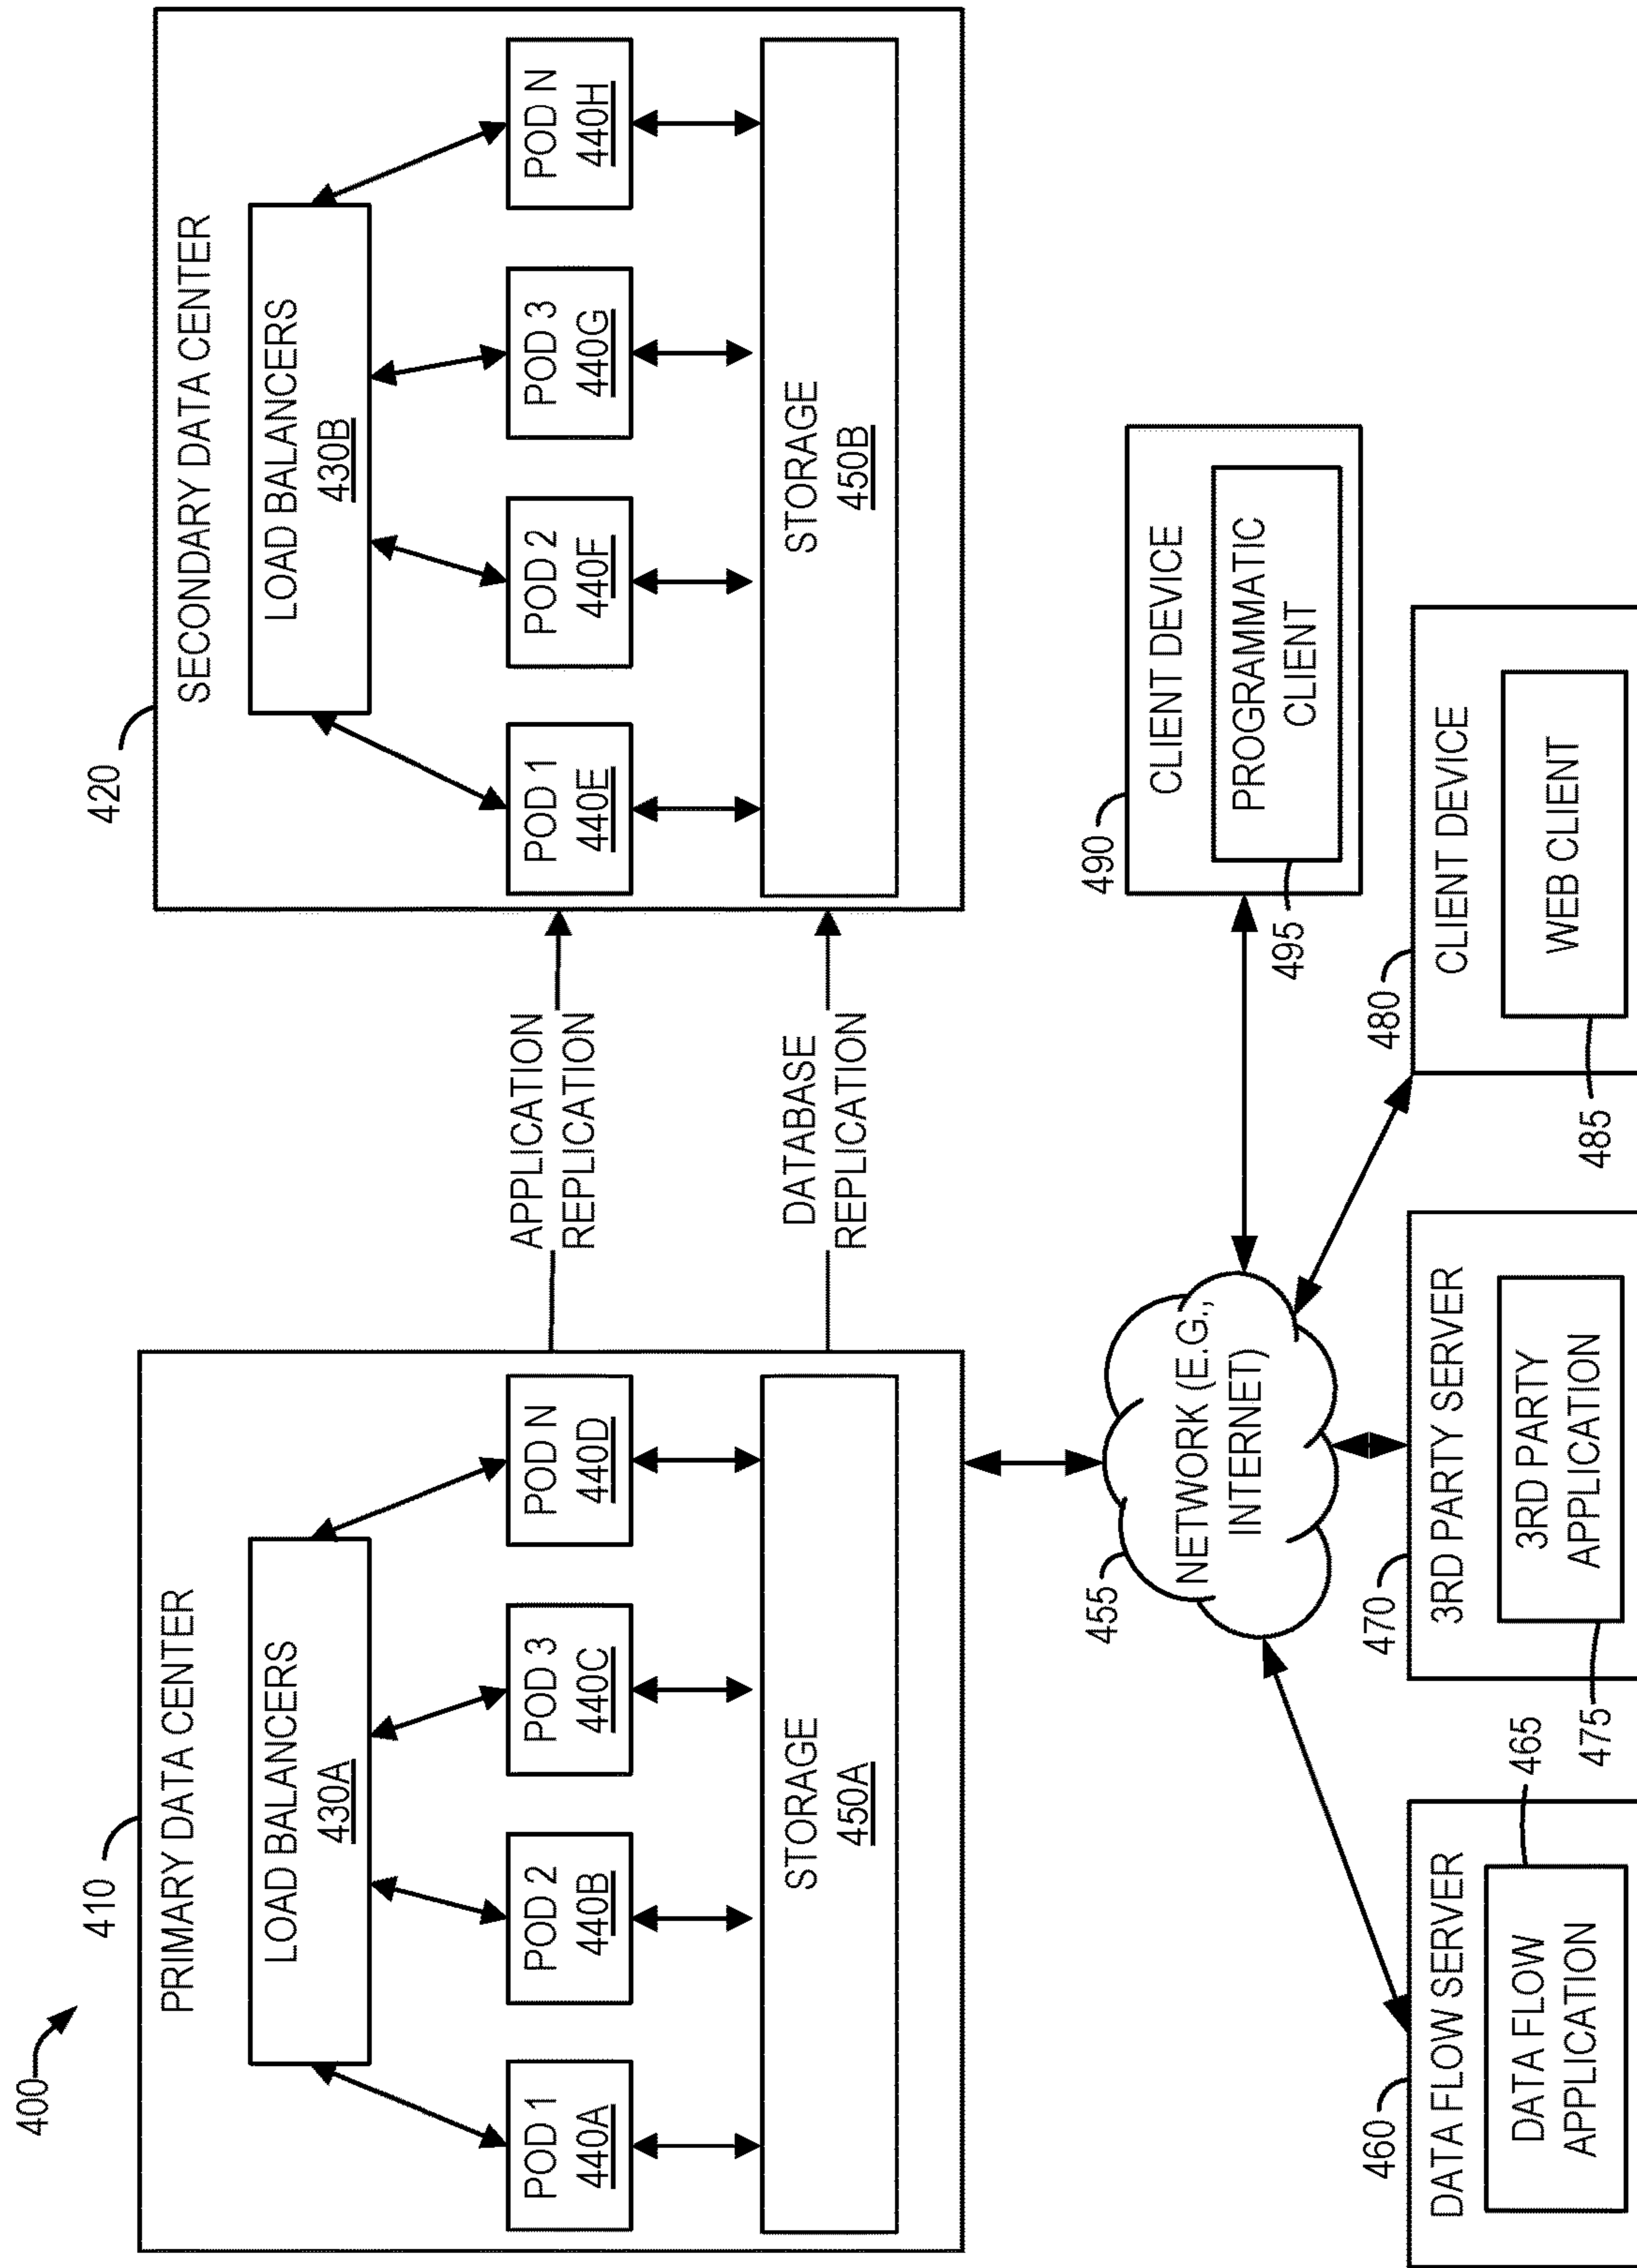 400
410
PRIMARY DATA CENTER
LOAD BALANCERS
430A
POD 1
440A
POD 2
440B
POD 3
440C
POD N
440D
STORAGE
450A
APPLICATION
REPLICATION
DATABASE
REPLICATION
420
SECONDARY DATA CENTER
LOAD BALANCERS
430B
POD 1
440E
POD 2
440F
POD 3
440G
POD N
440H
STORAGE
450B
455
NETWORK (E.G.,
INTERNET)
460
DATA FLOW SERVER
DATA FLOW
APPLICATION
465
470
3RD PARTY SERVER
3RD PARTY
APPLICATION
475
480
CLIENT DEVICE
WEB CLIENT
485
490
CLIENT DEVICE
PROGRAMMATIC
CLIENT
495